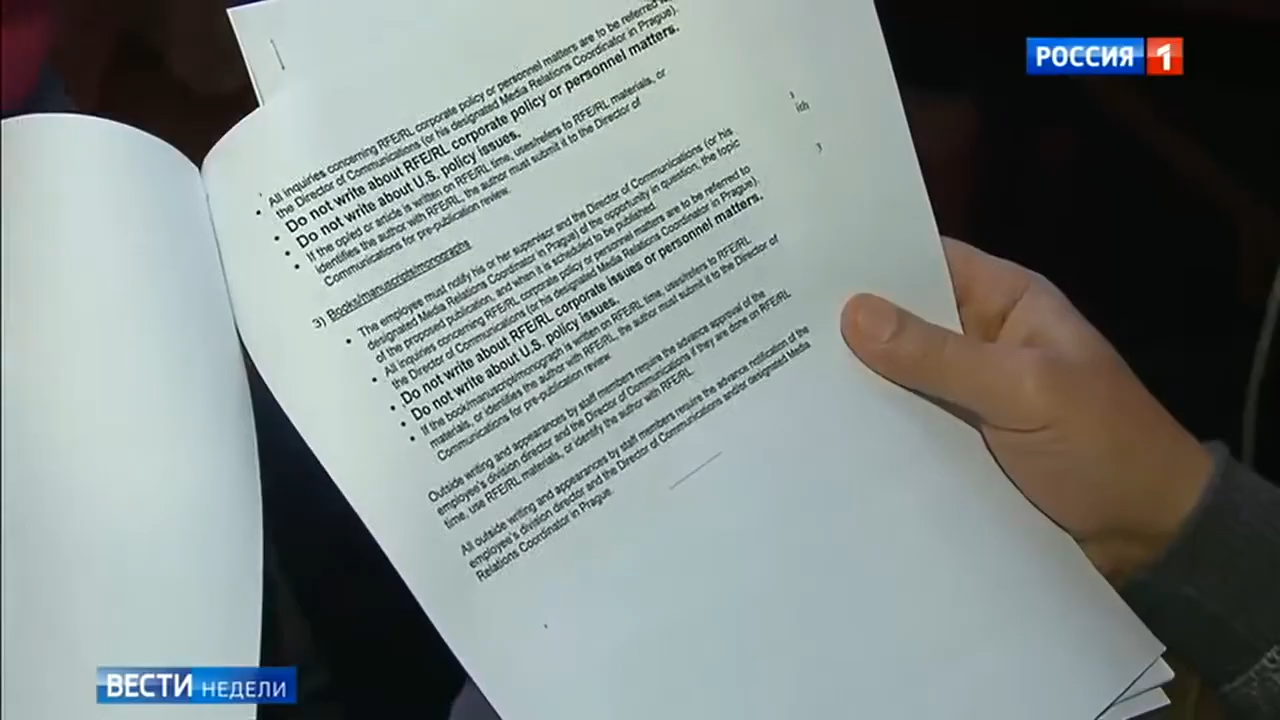 РОССИЯ 1
All inquiries concerning RFE/RL corporate policy or personnel matters are to be referred
the Director of Communications (or his designated Media Relations Coordinator in Prague).
• Do not write about RFE/RL corporate policy or personnel matters.
• Do not write about U.S. policy issues.
• If the op/ed or article is written on RFE/RL time, uses/refers to RFE/RL materials, or
identifies the author with RFE/RL, the author must submit it to the Director of
Communications for pre-publication review.
3) Books/manuscripts/monographs
• The employee must notify his or her supervisor and the Director of Communications (or his
designated Media Relations Coordinator in Prague) of the opportunity in question, the topic
of the proposed publication, and when it is scheduled to be published.
• All inquiries concerning RFE/RL corporate policy or personnel matters are to be referred to
the Director of Communications (or his designated Media Relations Coordinator in Prague).
• Do not write about RFE/RL corporate issues or personnel matters.
• Do not write about U.S. policy issues.
• If the book/manuscript/monograph is written on RFE/RL time, uses/refers to RFE/RL
materials, or identifies the author with RFE/RL, the author must submit it to the Director of
Communications for pre-publication review.
Outside writing and appearances by staff members require the advance approval of the
employee's division director and the Director of Communications if they are done on RFE/RL
time, use RFE/RL materials, or identify the author with RFE/RL.
All outside writing and appearances by staff members require the advance notification of the
employee's division director and the Director of Communications and/or designated Media
Relations Coordinator in Prague.
ВЕСТИ НЕДЕЛИ